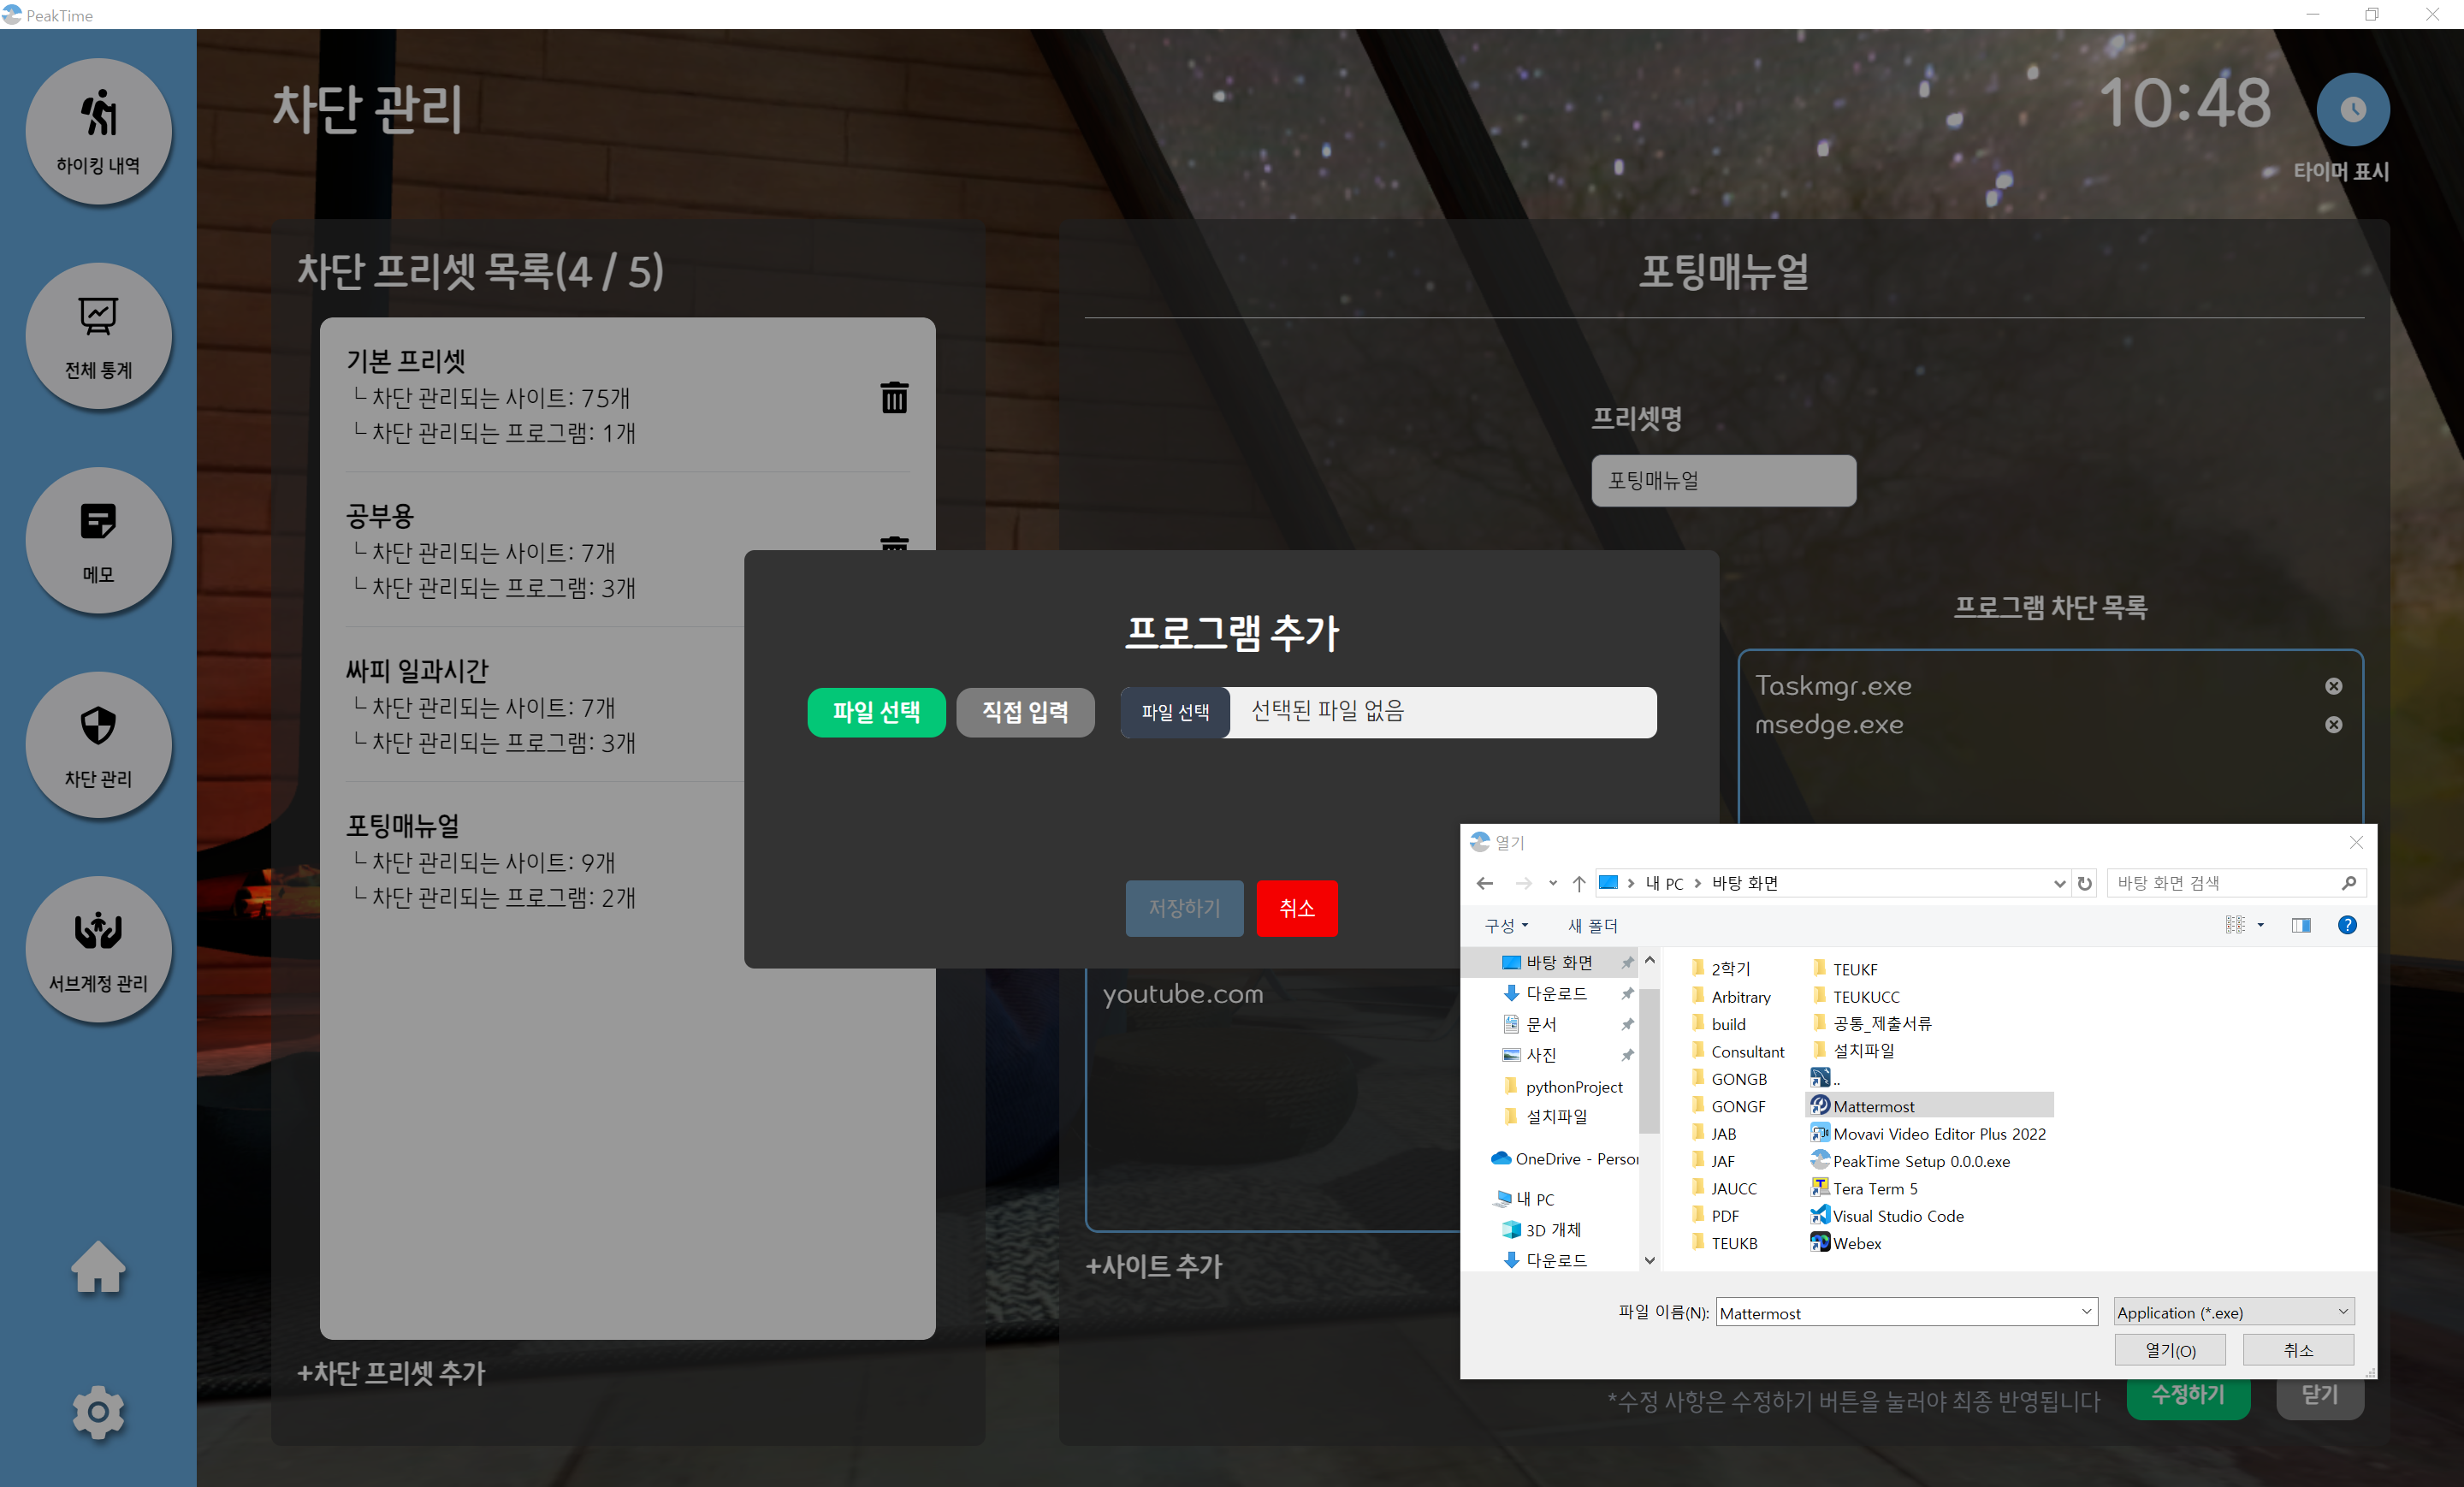 PeakTime
하이킹 내역
전체 통계
메모
차단 관리
서브계정 관리
차단 관리
10:48
타이머 표시
차단 프리셋 목록(4 / 5)
기본 프리셋
└ 차단 관리되는 사이트: 75개
└ 차단 관리되는 프로그램: 1개
공부용
└ 차단 관리되는 사이트: 7개
└ 차단 관리되는 프로그램: 3개
싸피 일과시간
└ 차단 관리되는 사이트: 7개
└ 차단 관리되는 프로그램: 3개
포팅매뉴얼
└ 차단 관리되는 사이트: 9개
└ 차단 관리되는 프로그램: 2개
+차단 프리셋 추가
포팅매뉴얼
프리셋명
포팅매뉴얼
프로그램 차단 목록
Taskmgr.exe
msedge.exe
youtube.com
+사이트 추가
*수정 사항은 수정하기 버튼을 눌러야 최종 반영됩니다
수정하기
닫기
프로그램 추가
파일 선택
직접 입력
파일 선택
선택된 파일 없음
저장하기
취소
열기
내 PC
바탕 화면
바탕 화면 검색
구성
새 폴더
바탕 화면
다운로드
문서
사진
pythonProject
설치파일
OneDrive - Person
내 PC
3D 개체
다운로드
2학기
Arbitrary
build
Consultant
GONGB
GONGF
JAB
JAF
JAUCC
PDF
TEUKB
TEUKF
TEUKUCC
공통_제출서류
설치파일
..
Mattermost
Movavi Video Editor Plus 2022
PeakTime Setup 0.0.0.exe
Tera Term 5
Visual Studio Code
Webex
파일 이름(N):
Mattermost
Application (*.exe)
열기(O)
취소